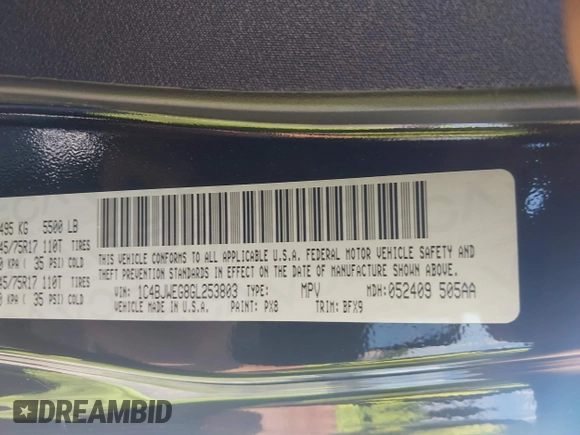 495 KG 5500 LB
45/75R17 110T TIRES
KPA ( 35 PSI) COLD
45/75R17 110T TIRES
KPA ( 35 PSI) COLD
THIS VEHICLE CONFORMS TO ALL APPLICABLE U.S.A. FEDERAL MOTOR VEHICLE SAFETY AND
THEFT PREVENTION STANDARDS IN EFFECT ON THE DATE OF MANUFACTURE SHOWN ABOVE.
VIN: 1C4BJWEG8GL253803 TYPE: MPV MDH: 052409 505AA
VEHICLE MADE IN U.S.A. PAINT: PX8 TRIM: BFX9
DREAMBID